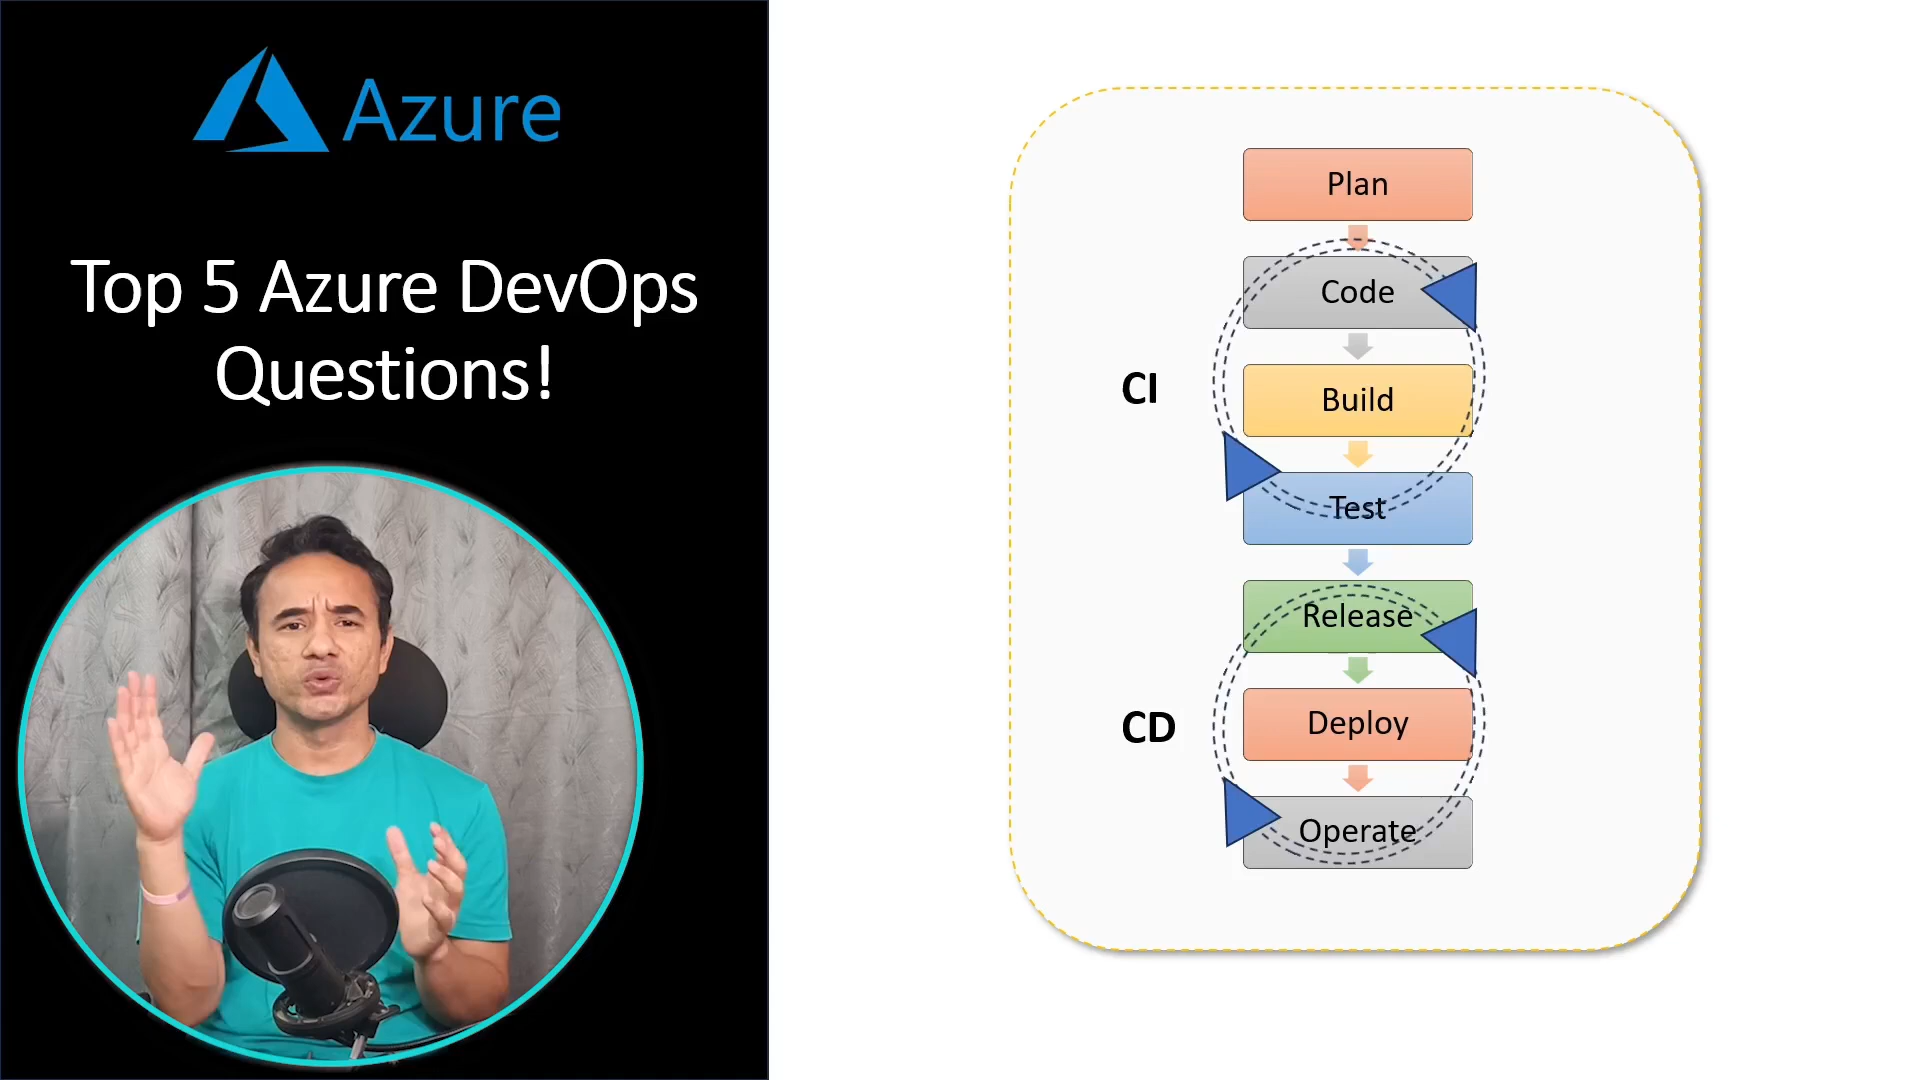 Azure
Top 5 Azure DevOps
Questions!
Plan
Code
CI
Build
Test
Release
CD
Deploy
Operate